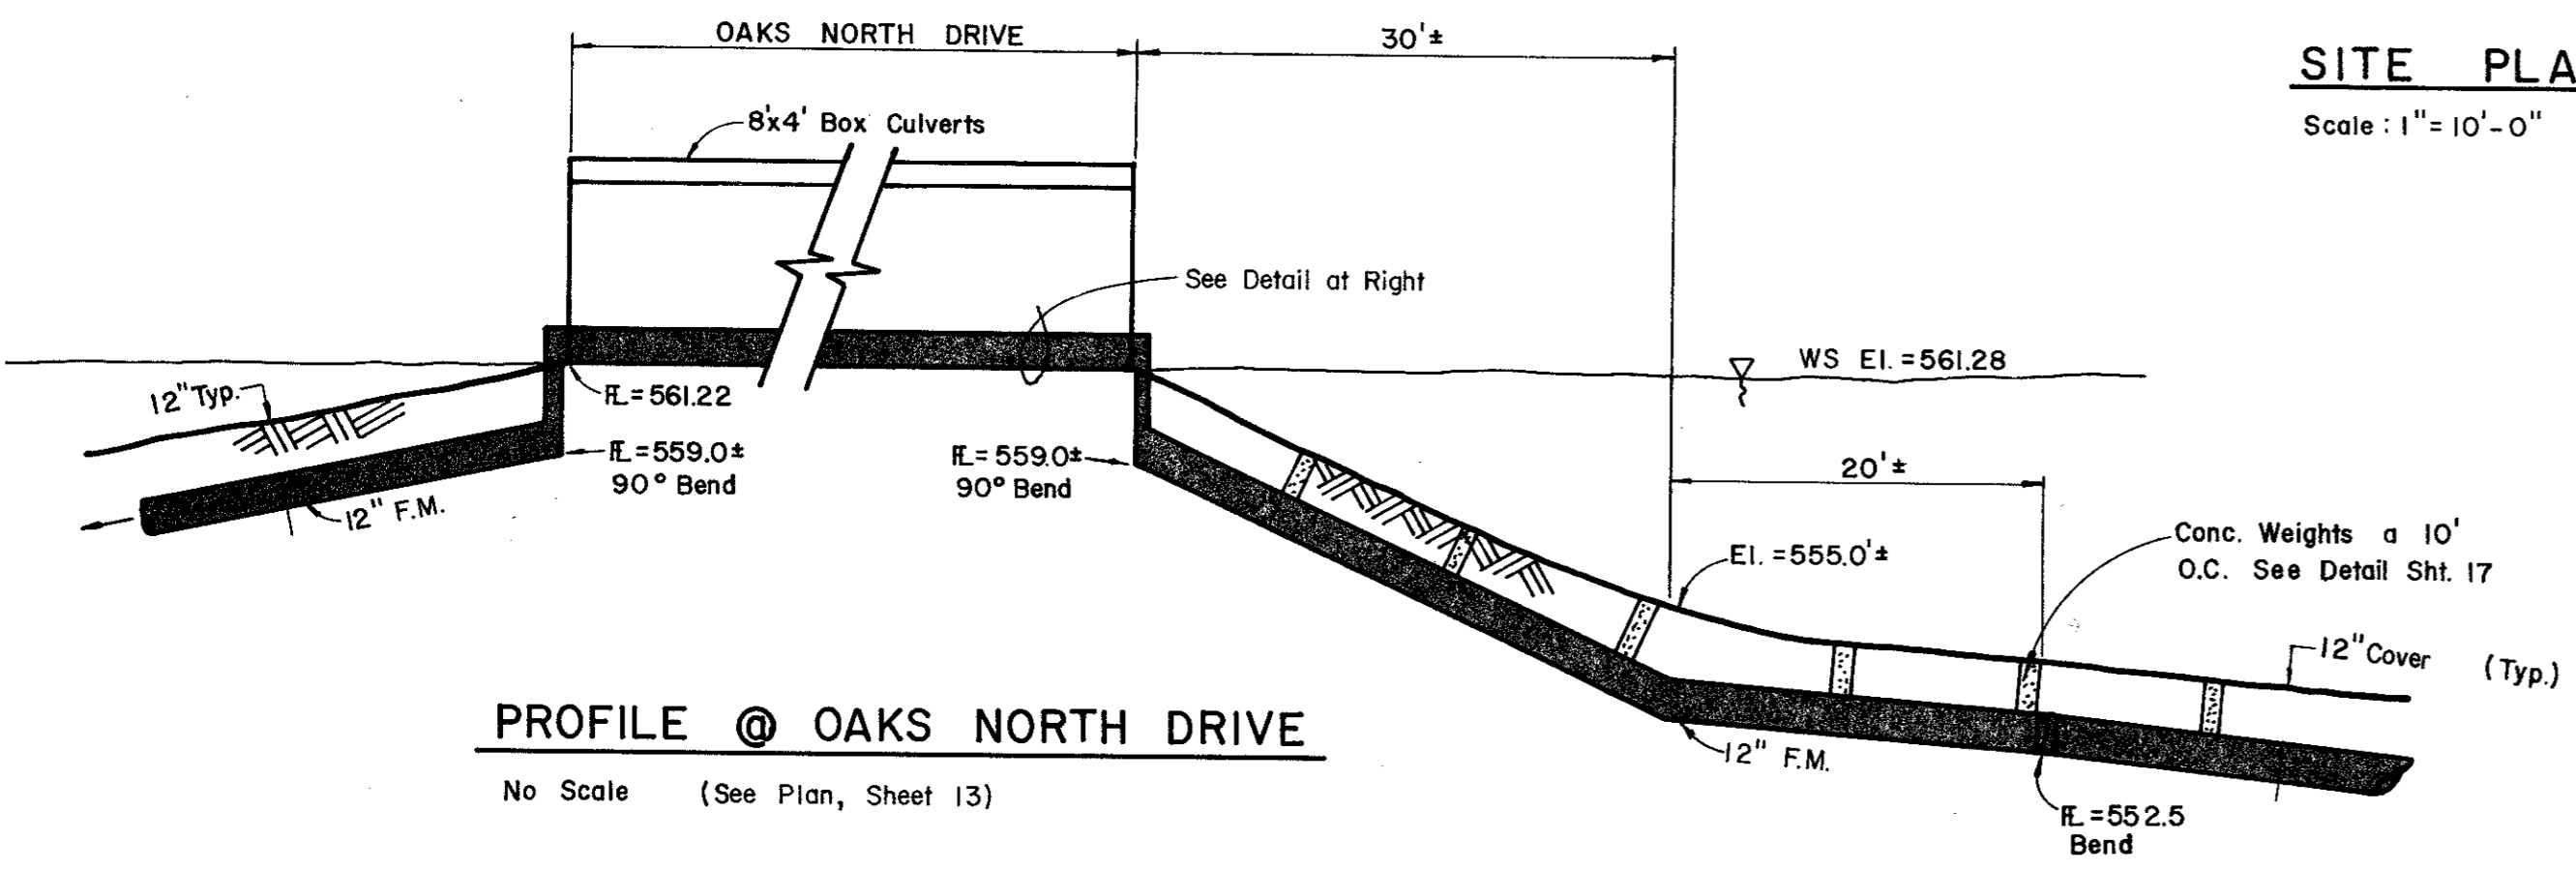 OAKS NORTH DRIVE
30'±
SITE PLA
Scale : 1" = 10'-0"
8'x4' Box Culverts
See Detail at Right
WS El. = 561.28
12" Typ.
FL = 561.22
FL = 559.0±
90° Bend
FL = 559.0±
90° Bend
20'±
12" F.M.
Conc. Weights a 10'
O.C. See Detail Sht. 17
El. = 555.0'±
12" Cover (Typ.)
PROFILE @ OAKS NORTH DRIVE
12" F.M.
No Scale (See Plan, Sheet 13)
FL = 552.5
Bend